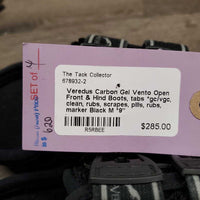 SET of 4
$ 620
The Tack Collector
678932-2
Veredus Carbon Gel Vento Open
Front & Hind Boots, tabs *gc/vgc,
clean, rubs, scrapes, pills, rubs,
marker Black M "9"
R5RBEE
$285.00